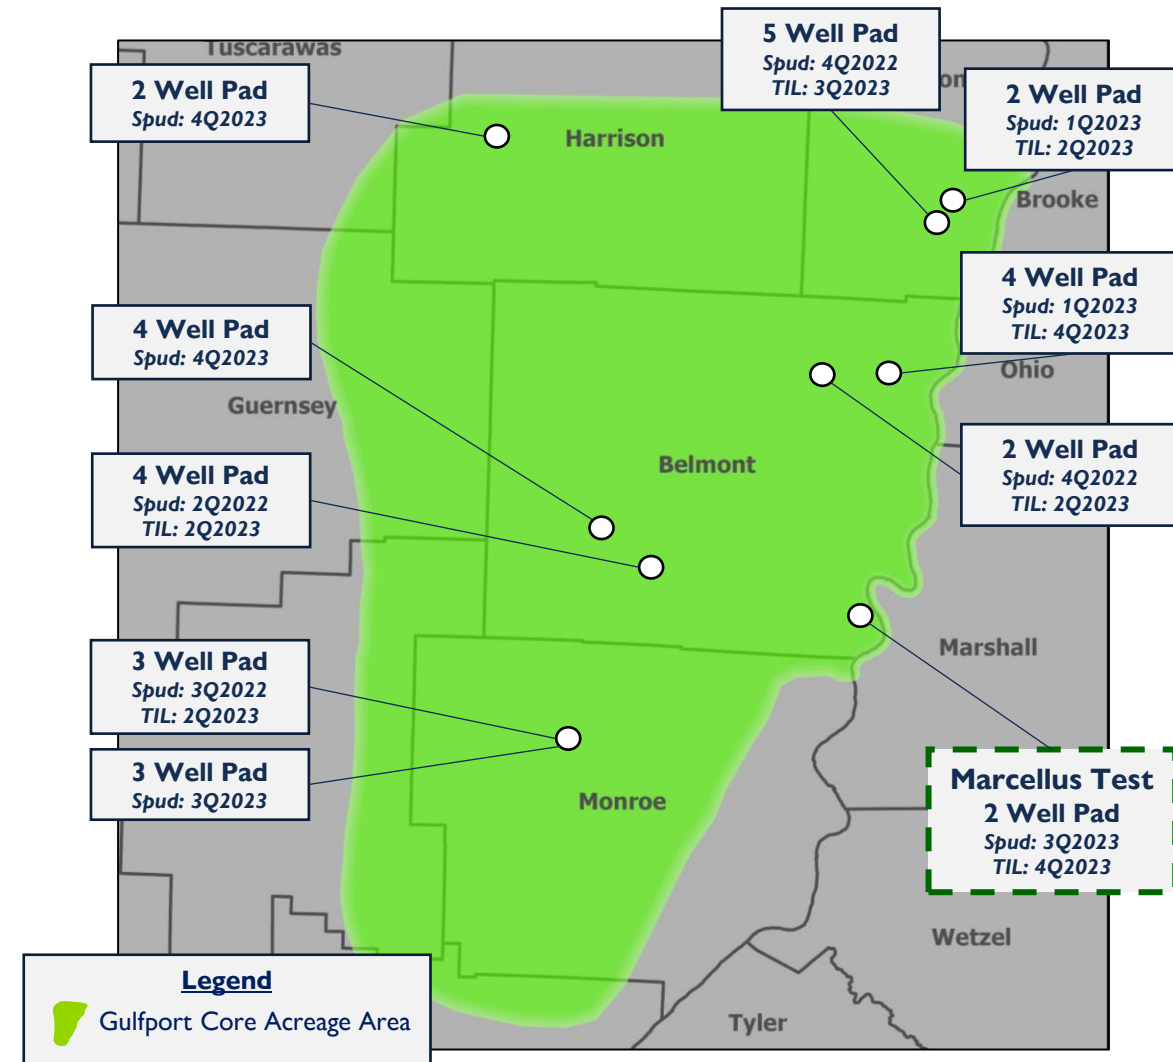 Tuscarawas
5 Well Pad
Spud: 4Q2022
TIL: 3Q2023
2 Well Pad
Spud: 4Q2023
2 Well Pad
Spud: 1Q2023
TIL: 2Q2023
Harrison
Brooke
4 Well Pad
Spud: 1Q2023
TIL: 4Q2023
4 Well Pad
Spud: 4Q2023
Ohio
Guernsey
Belmont
2 Well Pad
Spud: 4Q2022
TIL: 2Q2023
4 Well Pad
Spud: 2Q2022
TIL: 2Q2023
Marshall
3 Well Pad
Spud: 3Q2022
TIL: 2Q2023
3 Well Pad
Spud: 3Q2023
Monroe
Marcellus Test
2 Well Pad
Spud: 3Q2023
TIL: 4Q2023
Wetzel
Tyler
Legend
Gulfport Core Acreage Area